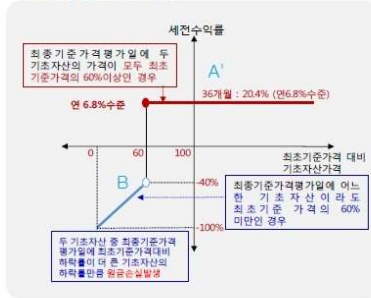 세전수익률
최종기준가격평가일에 두
기초자산의 가격이 모두 최초
기준가격의 60%이상인 경우
A'
연 6.8%수준
36개월 : 20.4% (연6.8%수준)
0
60
100
최초기준가격 대비
기초자산가격
B
-40%
최종기준가격평가일에 어느
한 기초자산이라도
최초기준 가격의 60%
미만인 경우
-100%
두 기초자산 중 최종기준가격
평가일에 최초기준가격대비
하락률이 더 큰 기초자산의
하락률만큼 원금손실발생